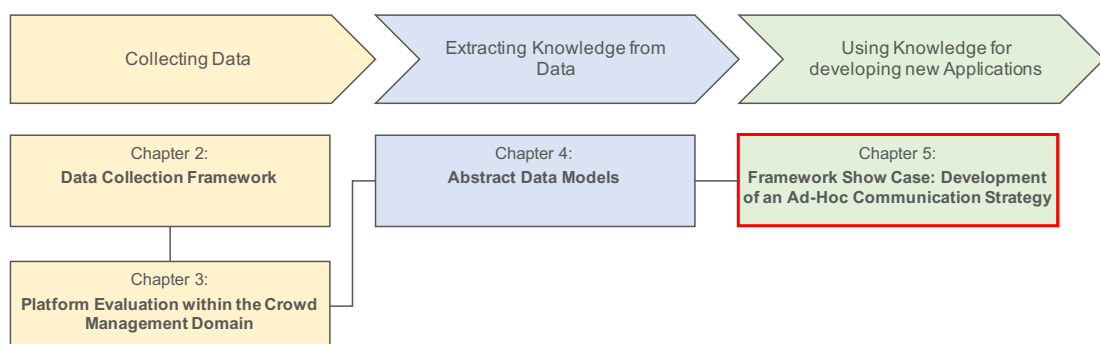 Collecting Data
Extracting Knowledge from
Data
Using Knowledge for
developing new Applications
Chapter 2:
Data Collection Framework
Chapter 4:
Abstract Data Models
Chapter 5:
Framework Show Case: Development
of an Ad-Hoc Communication Strategy
Chapter 3:
Platform Evaluation within the Crowd
Management Domain